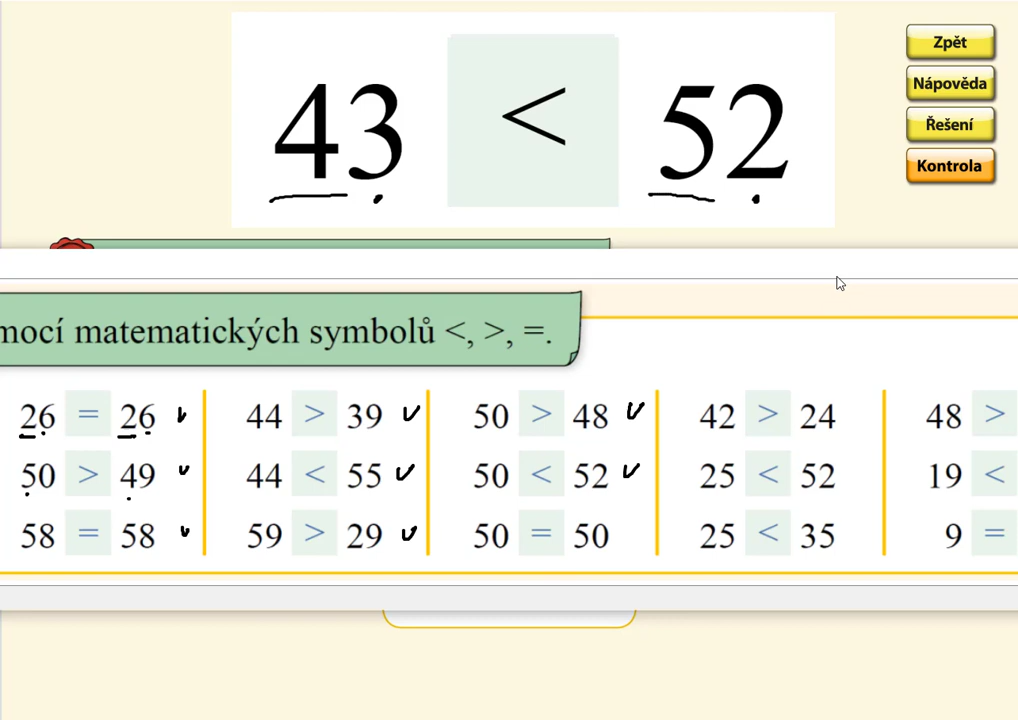 43 < 52
Zpět
Nápověda
Řešení
Kontrola
mocí matematických symbolů <, >, =.
26 = 26 44 > 39 50 > 48 42 > 24 48 >
50 > 49 44 < 55 50 < 52 25 < 52 19 <
58 = 58 59 > 29 50 = 50 25 < 35 9 =